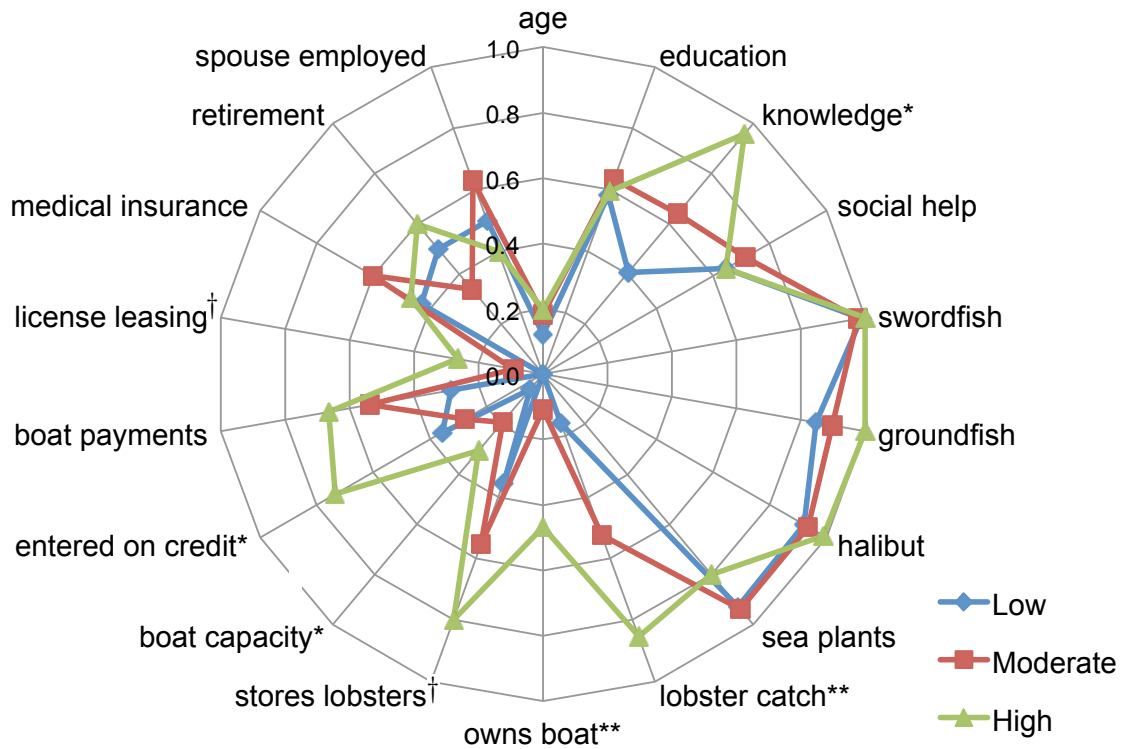 age
spouse employed
education
retirement
knowledge*
medical insurance
social help
license leasing†
swordfish
boat payments
groundfish
entered on credit*
halibut
boat capacity*
sea plants
stores lobsters†
lobster catch**
owns boat**
1.0
0.8
0.6
0.4
0.2
0.0
Low
Moderate
High